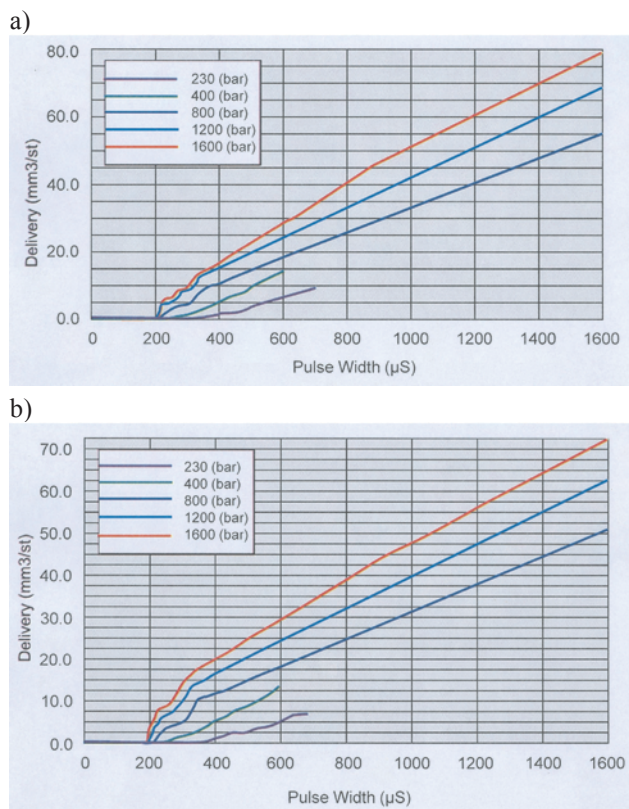 a)
80.0
60.0
40.0
20.0
0.0
Delivery (mm3/st)
230 (bar)
400 (bar)
800 (bar)
1200 (bar)
1600 (bar)
0 200 400 600 800 1000 1200 1400 1600
Pulse Width (µS)
b)
70.0
60.0
50.0
40.0
30.0
20.0
10.0
0.0
Delivery (mm3/st)
230 (bar)
400 (bar)
800 (bar)
1200 (bar)
1600 (bar)
0 200 400 600 800 1000 1200 1400 1600
Pulse Width (µS)